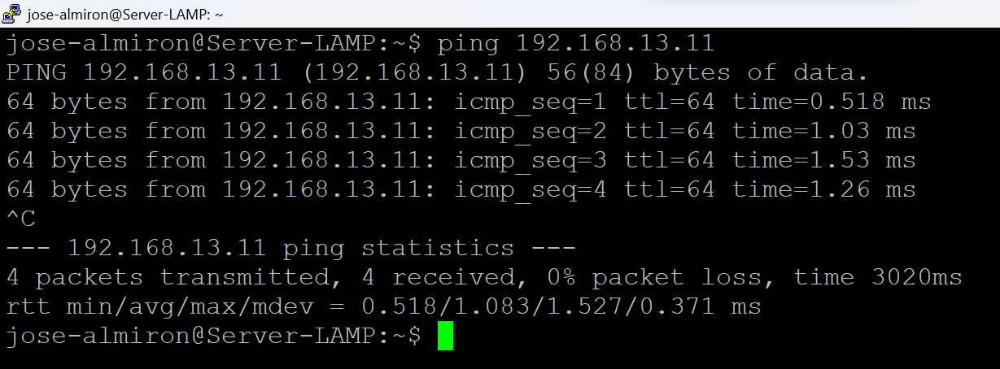 jose-almiron@Server-LAMP: ~
jose-almiron@Server-LAMP:~$ ping 192.168.13.11
PING 192.168.13.11 (192.168.13.11) 56(84) bytes of data.
64 bytes from 192.168.13.11: icmp_seq=1 ttl=64 time=0.518 ms
64 bytes from 192.168.13.11: icmp_seq=2 ttl=64 time=1.03 ms
64 bytes from 192.168.13.11: icmp_seq=3 ttl=64 time=1.53 ms
64 bytes from 192.168.13.11: icmp_seq=4 ttl=64 time=1.26 ms
^C
--- 192.168.13.11 ping statistics ---
4 packets transmitted, 4 received, 0% packet loss, time 3020ms
rtt min/avg/max/mdev = 0.518/1.083/1.527/0.371 ms
jose-almiron@Server-LAMP:~$